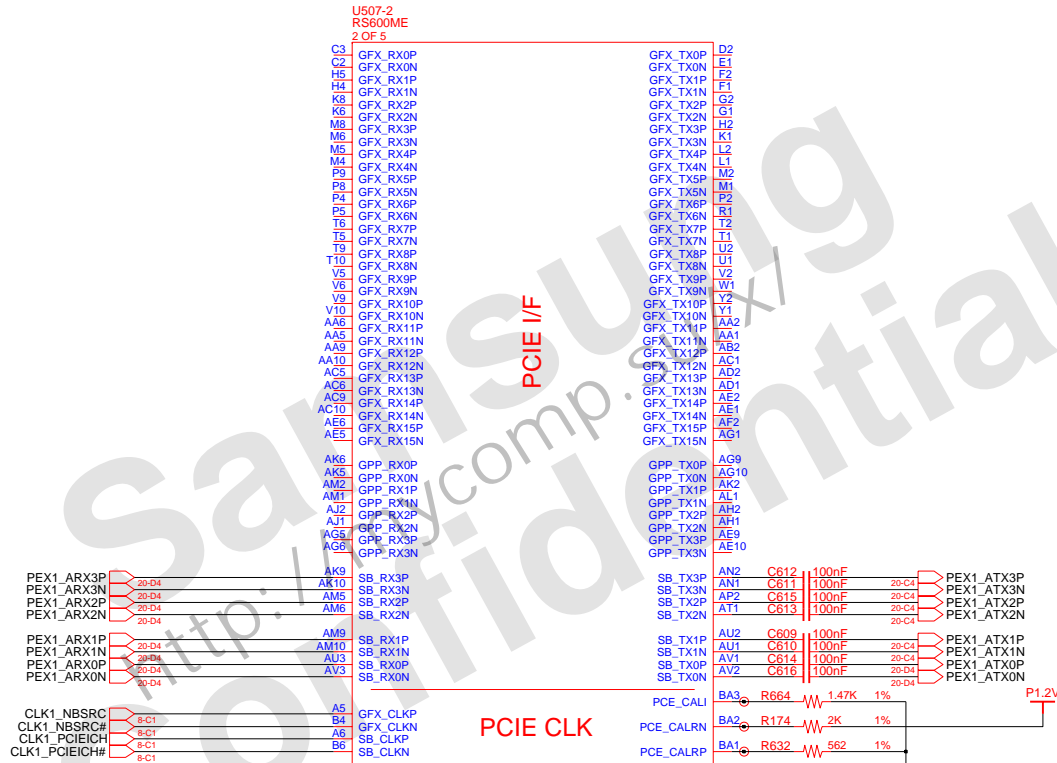 U507-2
RS600ME
2 OF 5
C3 GFX_RX0P GFX_TX0P D2
C2 GFX_RX0N GFX_TX0N E1
H5 GFX_RX1P GFX_TX1P F2
H4 GFX_RX1N GFX_TX1N F1
K8 GFX_RX2P GFX_TX2P G2
K6 GFX_RX2N GFX_TX2N G1
M8 GFX_RX3P GFX_TX3P H2
M6 GFX_RX3N GFX_TX3N K1
M5 GFX_RX4P GFX_TX4P L2
M4 GFX_RX4N GFX_TX4N L1
P9 GFX_RX5P GFX_TX5P M2
P8 GFX_RX5N GFX_TX5N M1
P4 GFX_RX6P GFX_TX6P P2
P5 GFX_RX6N GFX_TX6N R1
T6 GFX_RX7P GFX_TX7P T2
T5 GFX_RX7N GFX_TX7N T1
T9 GFX_RX8P GFX_TX8P U2
T10 GFX_RX8N GFX_TX8N U1
V5 GFX_RX9P GFX_TX9P V2
V6 GFX_RX9N GFX_TX9N W1
V9 GFX_RX10P GFX_TX10P Y2
V10 GFX_RX10N GFX_TX10N Y1
AA6 GFX_RX11P GFX_TX11P AA2
AA5 GFX_RX11N GFX_TX11N AA1
AA9 GFX_RX12P GFX_TX12P AB2
AA10 GFX_RX12N GFX_TX12N AC1
AC5 GFX_RX13P GFX_TX13P AD2
AC6 GFX_RX13N GFX_TX13N AD1
AC9 GFX_RX14P GFX_TX14P AE2
AC10 GFX_RX14N GFX_TX14N AE1
AE6 GFX_RX15P GFX_TX15P AF2
AE5 GFX_RX15N GFX_TX15N AG1
PCIE I/F
AK6 GPP_RX0P GPP_TX0P AG9
AK5 GPP_RX0N GPP_TX0N AG10
AM2 GPP_RX1P GPP_TX1P AK2
AM1 GPP_RX1N GPP_TX1N AL1
AJ2 GPP_RX2P GPP_TX2P AH2
AJ1 GPP_RX2N GPP_TX2N AH1
AG5 GPP_RX3P GPP_TX3P AE9
AG6 GPP_RX3N GPP_TX3N AE10
PEX1_ARX3P 20-D4 AK9 SB_RX3P SB_TX3P AN2 C612 100nF 20-C4 PEX1_ATX3P
PEX1_ARX3N 20-D4 AK10 SB_RX3N SB_TX3N AN1 C611 100nF 20-C4 PEX1_ATX3N
PEX1_ARX2P 20-D4 AM5 SB_RX2P SB_TX2P AP2 C615 100nF 20-C4 PEX1_ATX2P
PEX1_ARX2N 20-D4 AM6 SB_RX2N SB_TX2N AT1 C613 100nF 20-C4 PEX1_ATX2N
PEX1_ARX1P 20-D4 AM9 SB_RX1P SB_TX1P AU2 C609 100nF 20-C4 PEX1_ATX1P
PEX1_ARX1N 20-D4 AM10 SB_RX1N SB_TX1N AU1 C610 100nF 20-C4 PEX1_ATX1N
PEX1_ARX0P 20-D4 AU3 SB_RX0P SB_TX0P AV1 C614 100nF 20-D4 PEX1_ATX0P
PEX1_ARX0N 20-D4 AV3 SB_RX0N SB_TX0N AV2 C616 100nF 20-D4 PEX1_ATX0N
PCE_CALI BA3 R664 1.47K 1% P1.2V
CLK1_NBSRC 8-C1 A5 GFX_CLKP
CLK1_NBSRC# 8-C1 B4 GFX_CLKN PCIE CLK PCE_CALRN BA2 R174 2K 1%
CLK1_PCIEICH 8-C1 A6 SB_CLKP
CLK1_PCIEICH# 8-C1 B6 SB_CLKN PCE_CALRP BA1 R632 562 1%
Samsung
Confidential
http://mycomp.su/x/